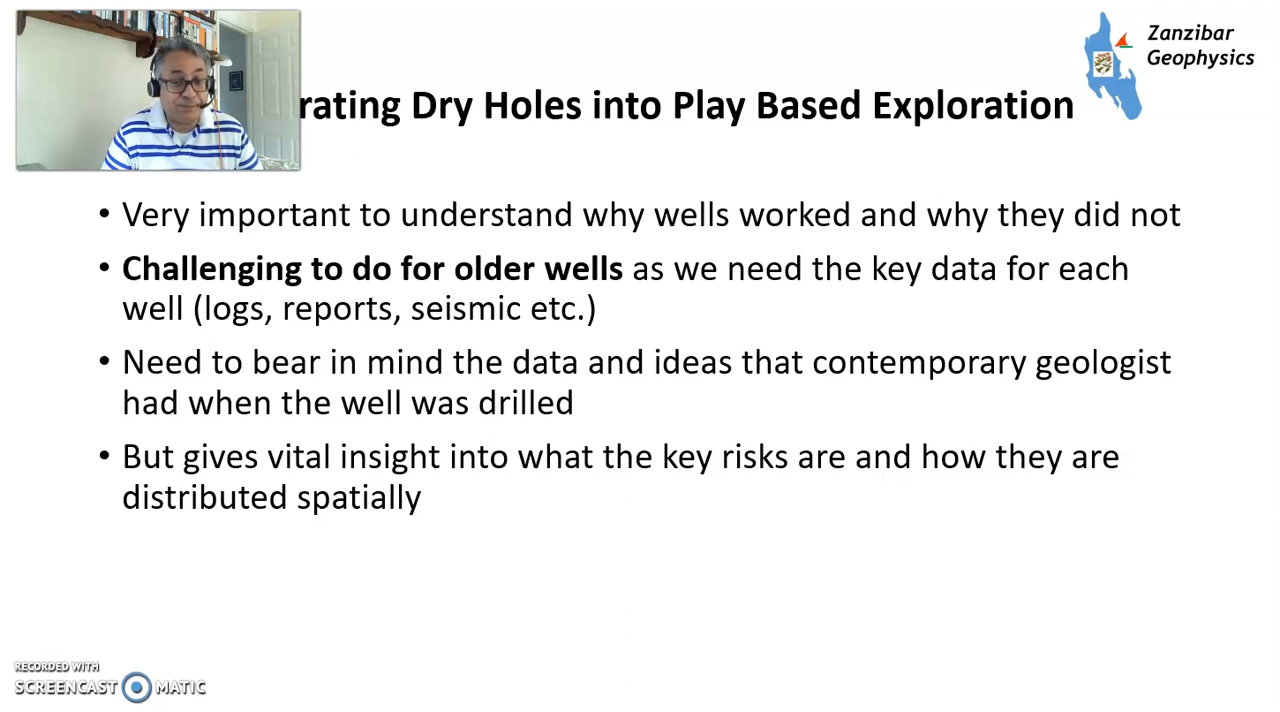 Zanzibar
Geophysics
Dry Holes into Play Based Exploration
• Very important to understand why wells worked and why they did not
• Challenging to do for older wells as we need the key data for each
well (logs, reports, seismic etc.)
• Need to bear in mind the data and ideas that contemporary geologist
had when the well was drilled
• But gives vital insight into what the key risks are and how they are
distributed spatially
RECORDED WITH
SCREENCAST MATIC